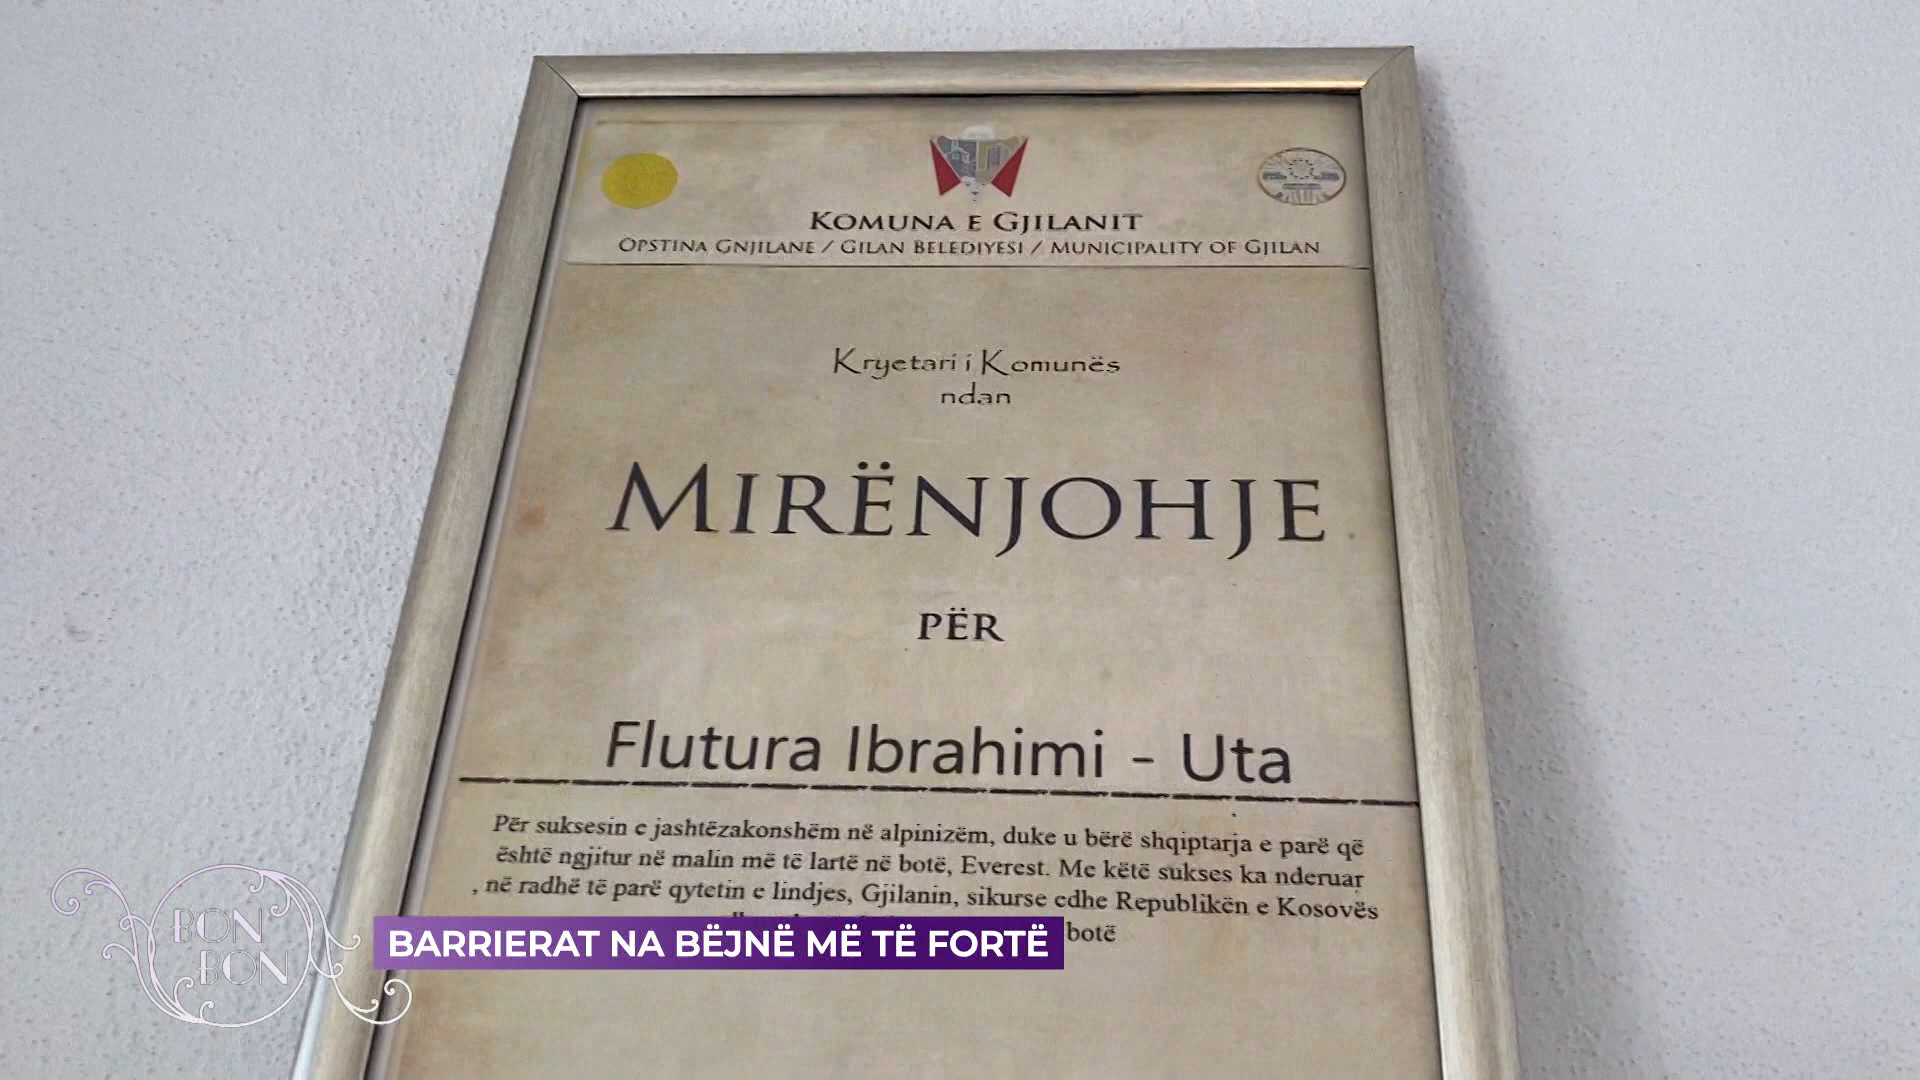 KOMUNA E GJILANIT
OPSTINA GNJILANE / GILAN BELEDIYESI / MUNICIPALITY OF GJILAN
Kryetari i Komunës
ndan
MIRËNJOHJE
PËR
Flutura Ibrahimi - Uta
Për suksesin e jashtëzakonshëm në alpinizëm, duke u bërë shqiptarja e parë që
është ngjitur në malin më të lartë në botë, Everest. Me këtë sukses ka nderuar
, në radhë të parë qytetin e lindjes, Gjilanin, sikurse edhe Republikën e Kosovës
botë
BON
BON
BARRIERAT NA BËJNË MË TË FORTË